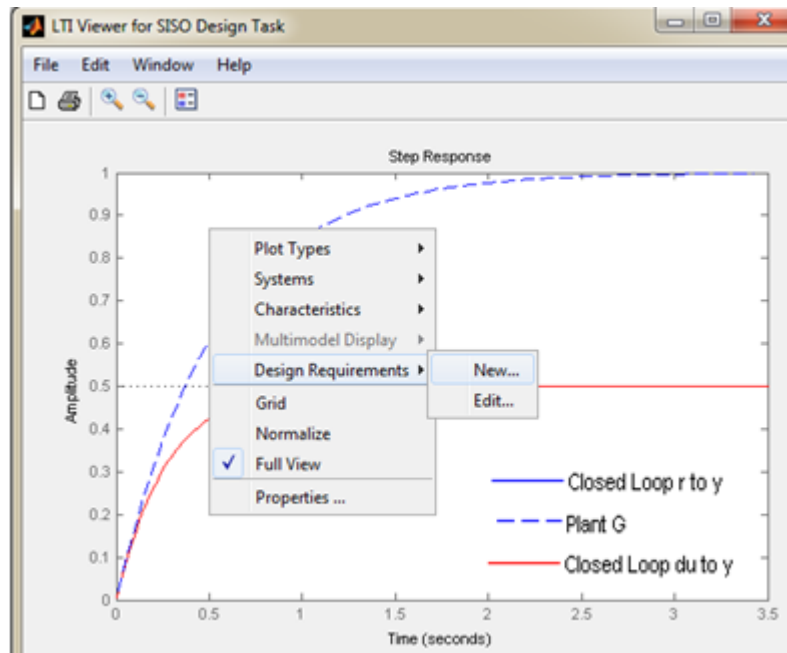 LTI Viewer for SISO Design Task
File Edit Window Help
Step Response
1
0.9
0.8
0.7
0.6
0.5
0.4
0.3
0.2
0.1
0
Amplitude
Plot Types
Systems
Characteristics
Multimodel Display
Design Requirements
Grid
Normalize
Full View
Properties ...
New...
Edit...
Closed Loop r to y
Plant G
Closed Loop du to y
0 0.5 1 1.5 2 2.5 3 3.5
Time (seconds)